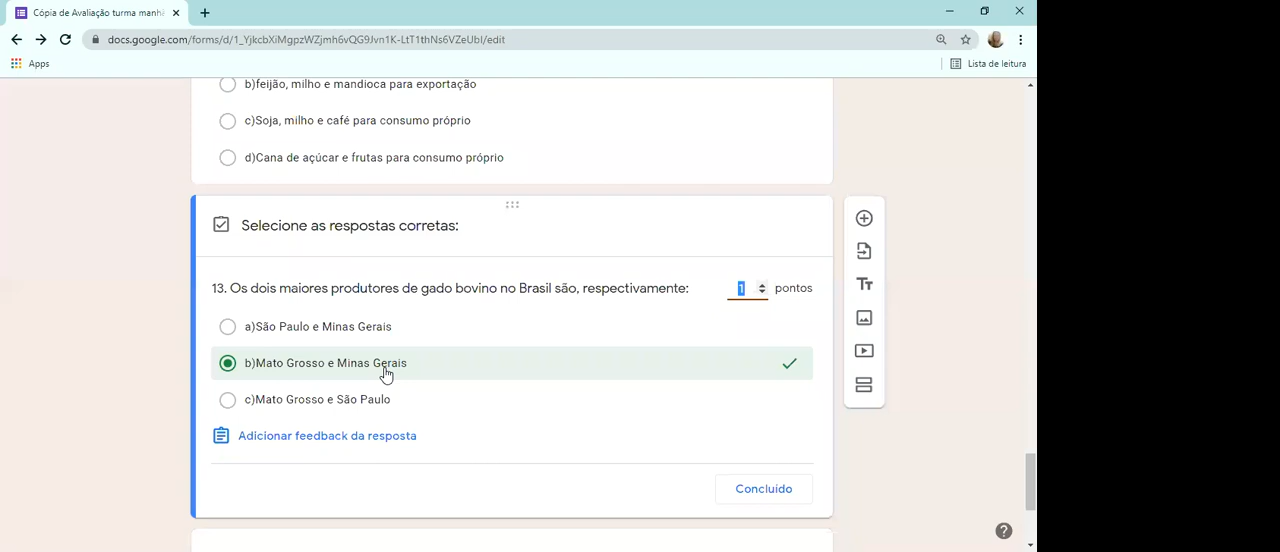 Cópia de Avaliação turma manhã
docs.google.com/forms/d/1_YjkcbXiMgpzWZjmh6vQG9Jvn1K-LtT1thNs6VZeUbI/edit
Apps
Lista de leitura
b)feijão, milho e mandioca para exportação
c)Soja, milho e café para consumo próprio
d)Cana de açúcar e frutas para consumo próprio
Selecione as respostas corretas:
13. Os dois maiores produtores de gado bovino no Brasil são, respectivamente:
1 pontos
a)São Paulo e Minas Gerais
b)Mato Grosso e Minas Gerais
c)Mato Grosso e São Paulo
Adicionar feedback da resposta
Concluído